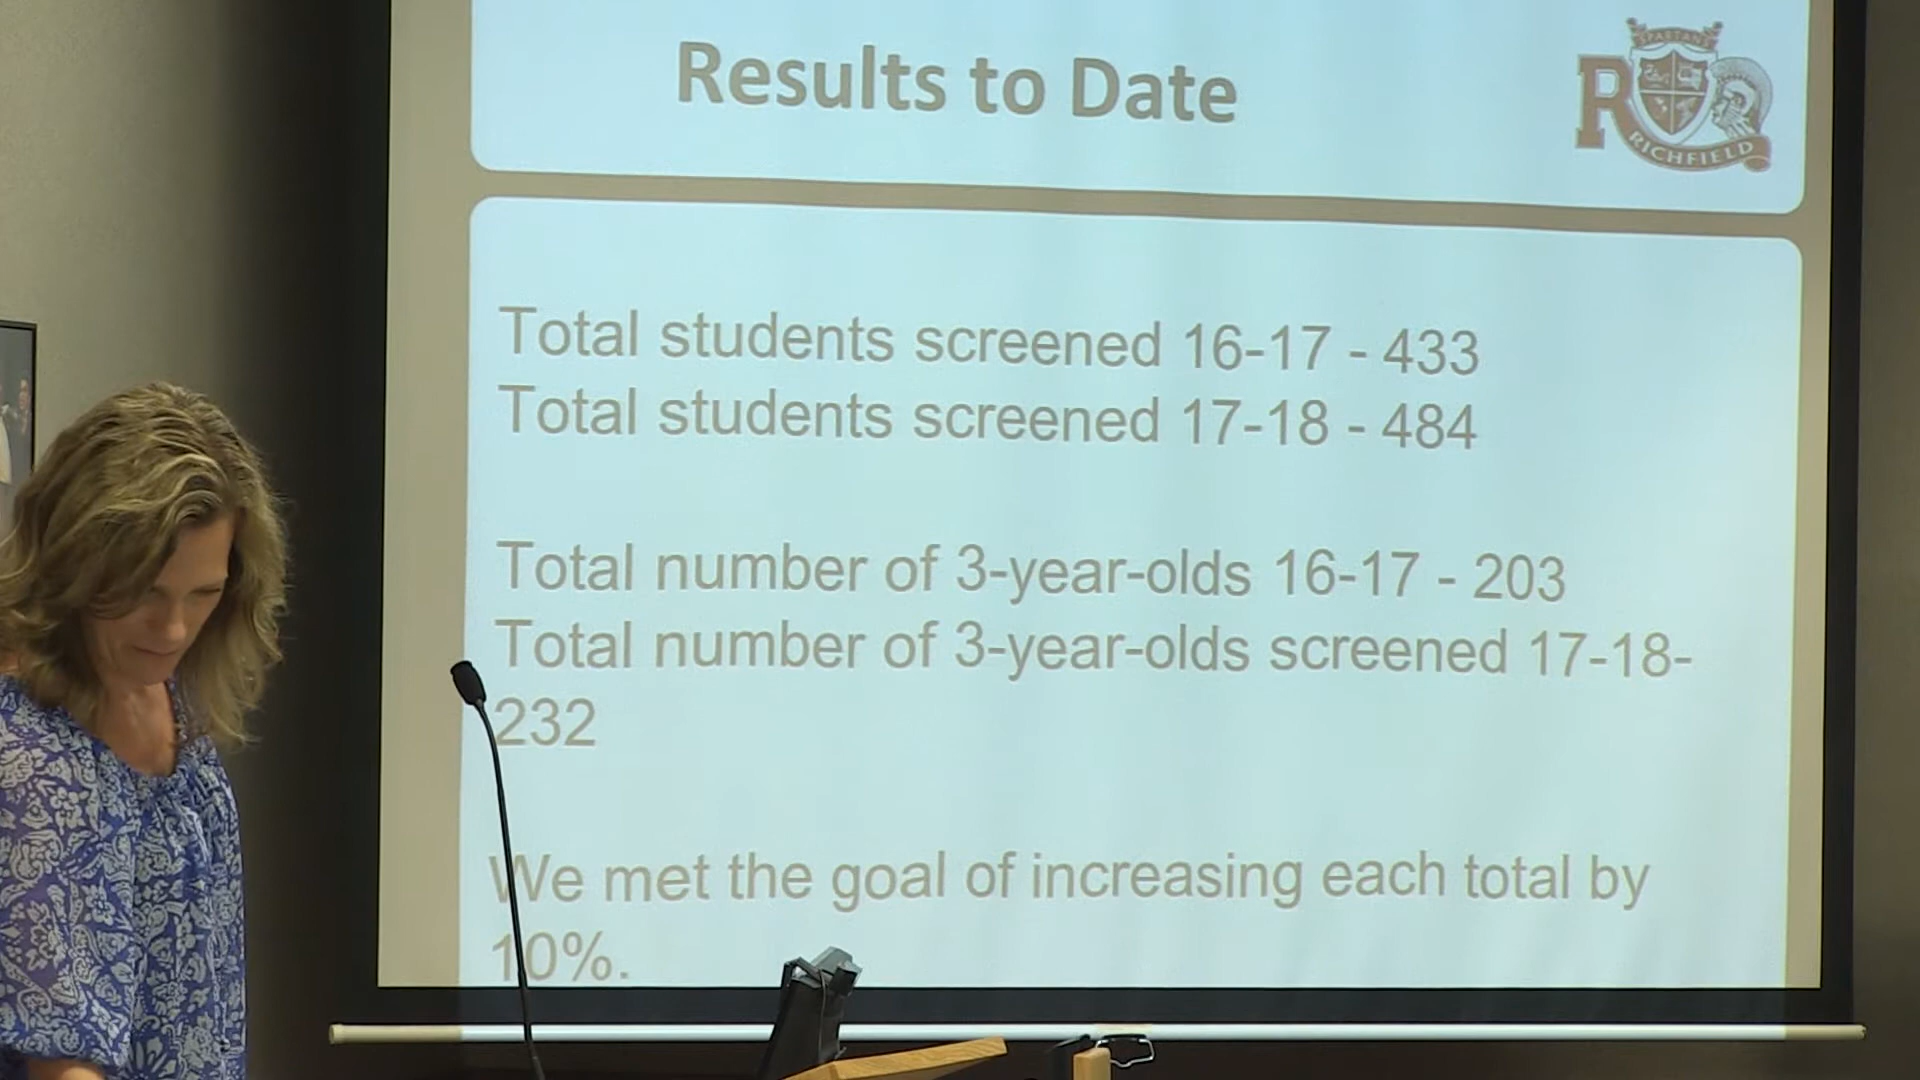 Results to Date
SPARTANS
R
RICHFIELD
Total students screened 16-17 - 433
Total students screened 17-18 - 484
Total number of 3-year-olds 16-17 - 203
Total number of 3-year-olds screened 17-18-
232
We met the goal of increasing each total by
10%.